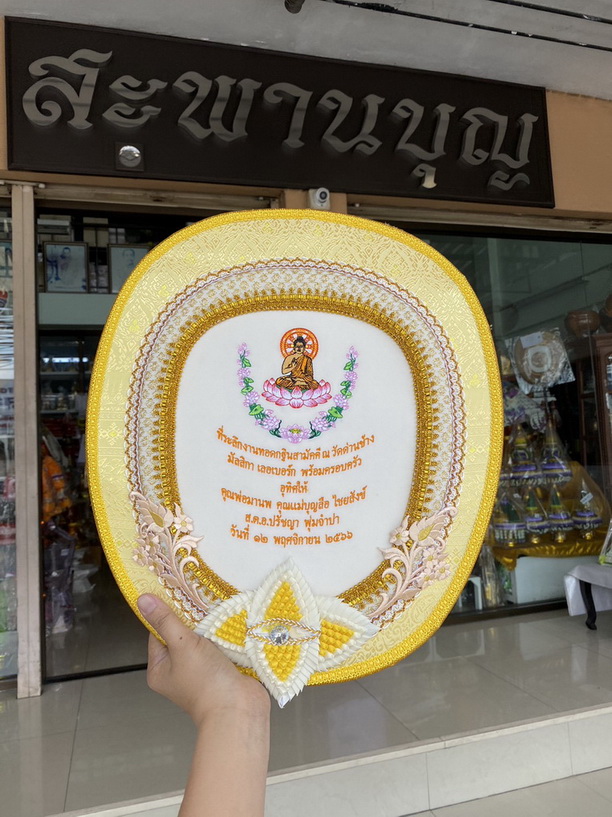 สะพานบุญ
ที่ระลึกงานทอดกฐินสามัคคี ณ วัดด่านช้าง
มัลลิกา เออเบอร์ก พร้อมครอบครัว
อุทิศให้
คุณพ่อมานพ คุณแม่บุญลือ ไชยสังข์
ส.ต.อ.ปรัชญา พุ่มจำปา
วันที่ ๑๒ พฤศจิกายน ๒๕๖๖